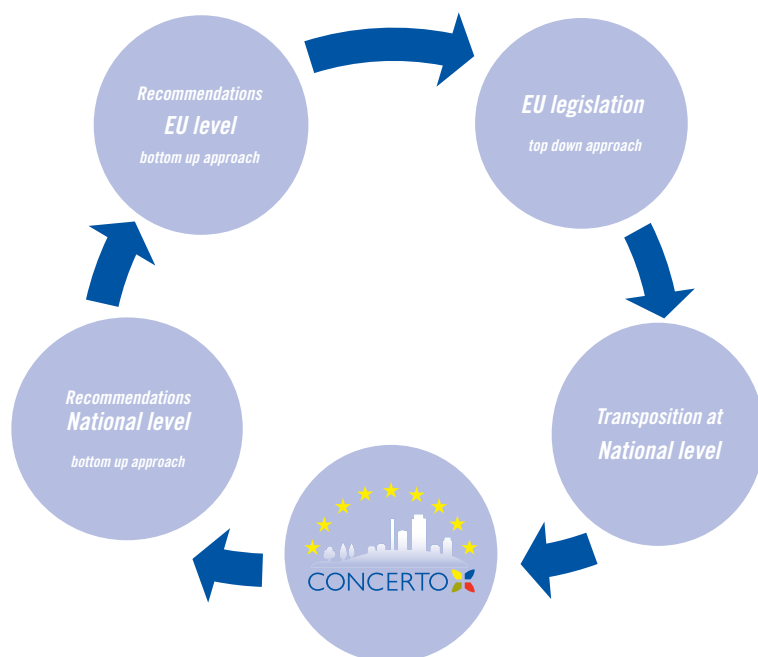 Recommendations
EU level
bottom up approach
EU legislation
top down approach
Transposition at
National level
CONCERTO
Recommendations
National level
bottom up approach